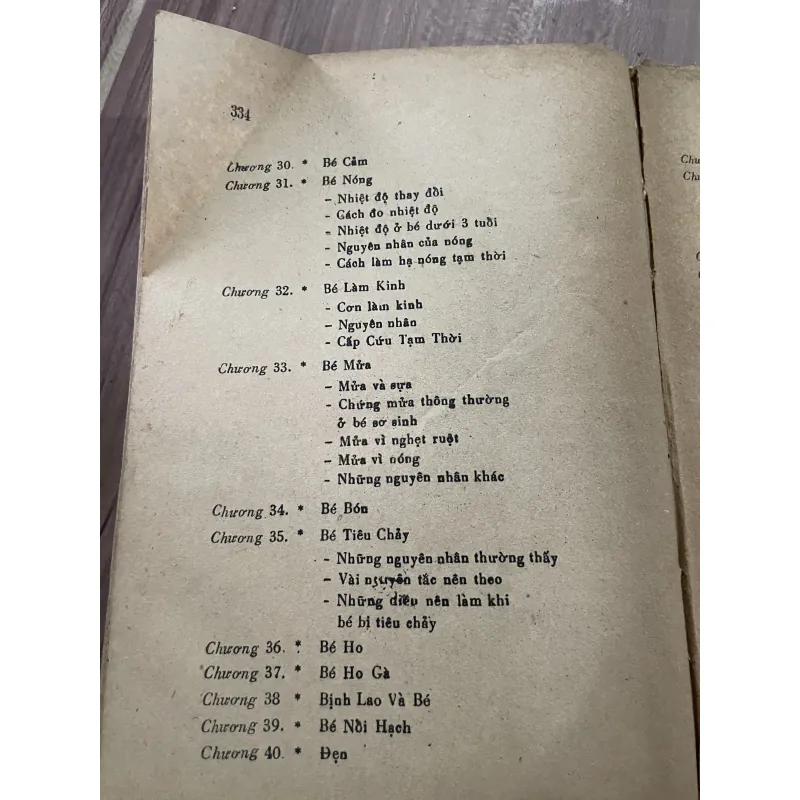 334
Chương 30. * Bé Cảm
Chương 31. * Bé Nóng
– Nhiệt độ thay đổi
– Cách đo nhiệt độ
– Nhiệt độ ở bé dưới 3 tuổi
– Nguyên nhân của nóng
– Cách làm hạ nóng tạm thời
Chương 32. * Bé Làm Kinh
– Cơn làm kinh
– Nguyên nhân
– Cấp Cứu Tạm Thời
Chương 33. * Bé Mửa
– Mửa và sựa
– Chứng mửa thông thường
ở bé sơ sinh
– Mửa vì nghẹt ruột
– Mửa vì nóng
– Những nguyên nhân khác
Chương 34. * Bé Bón
Chương 35. * Bé Tiêu Chảy
– Những nguyên nhân thường thấy
– Vài nguyên tắc nên theo
– Những điều nên làm khi
bé bị tiêu chảy
Chương 36. * Bé Ho
Chương 37. * Bé Ho Gà
Chương 38 * Bịnh Lao Và Bé
Chương 39. * Bé Nổi Hạch
Chương 40. * Đẹn